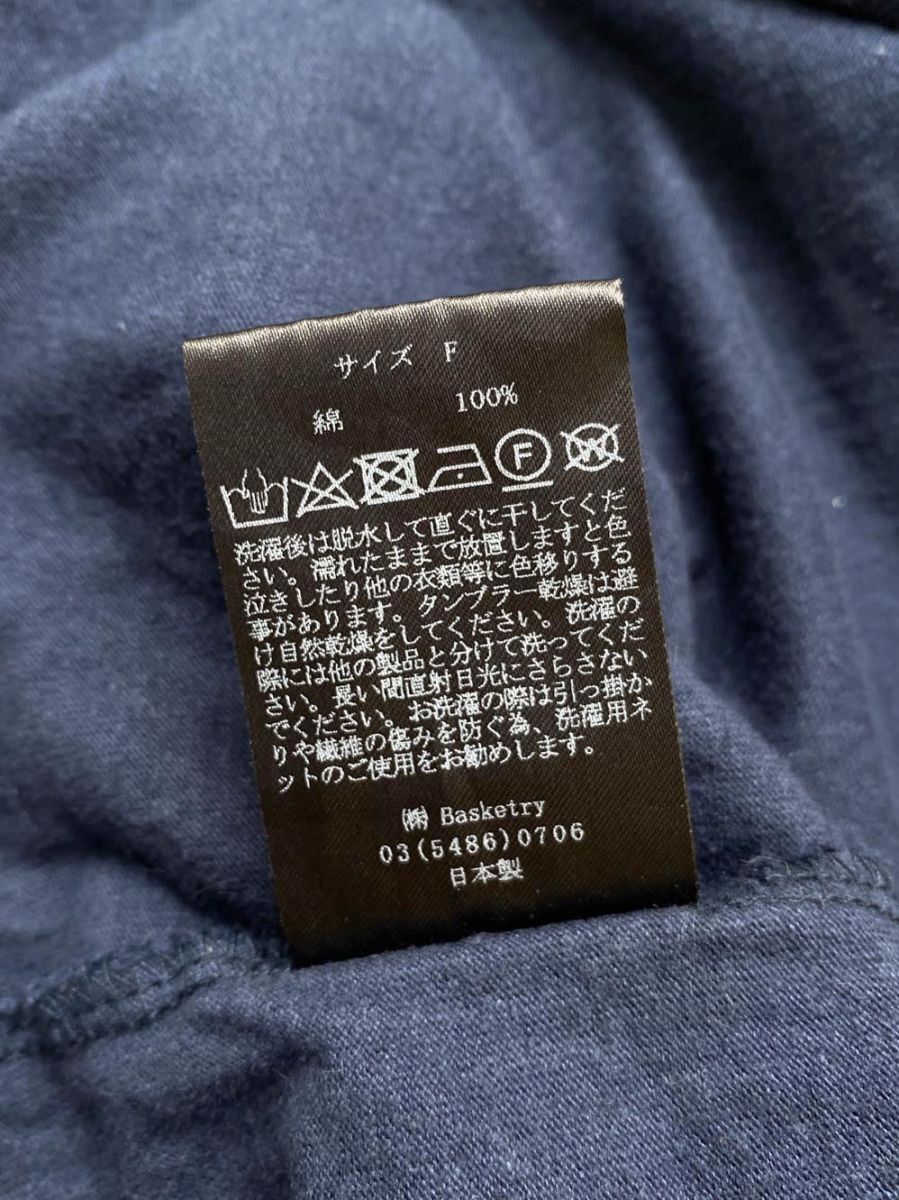 サイズ F
綿 100%
F W
洗濯後は脱水して直ぐに干してくだ
さい。濡れたままで放置しますと色
泣きしたり他の衣類等に色移りする
事があります。タンブラー乾燥は避
け自然乾燥をしてください。洗濯の
際には他の製品と分けて洗ってくだ
さい。長い間直射日光にさらさない
でください。お洗濯の際は引っ掛か
りや繊維の傷みを防ぐ為、洗濯用ネ
ットのご使用をお勧めします。
㈱ Basketry
03(5486)0706
日本製